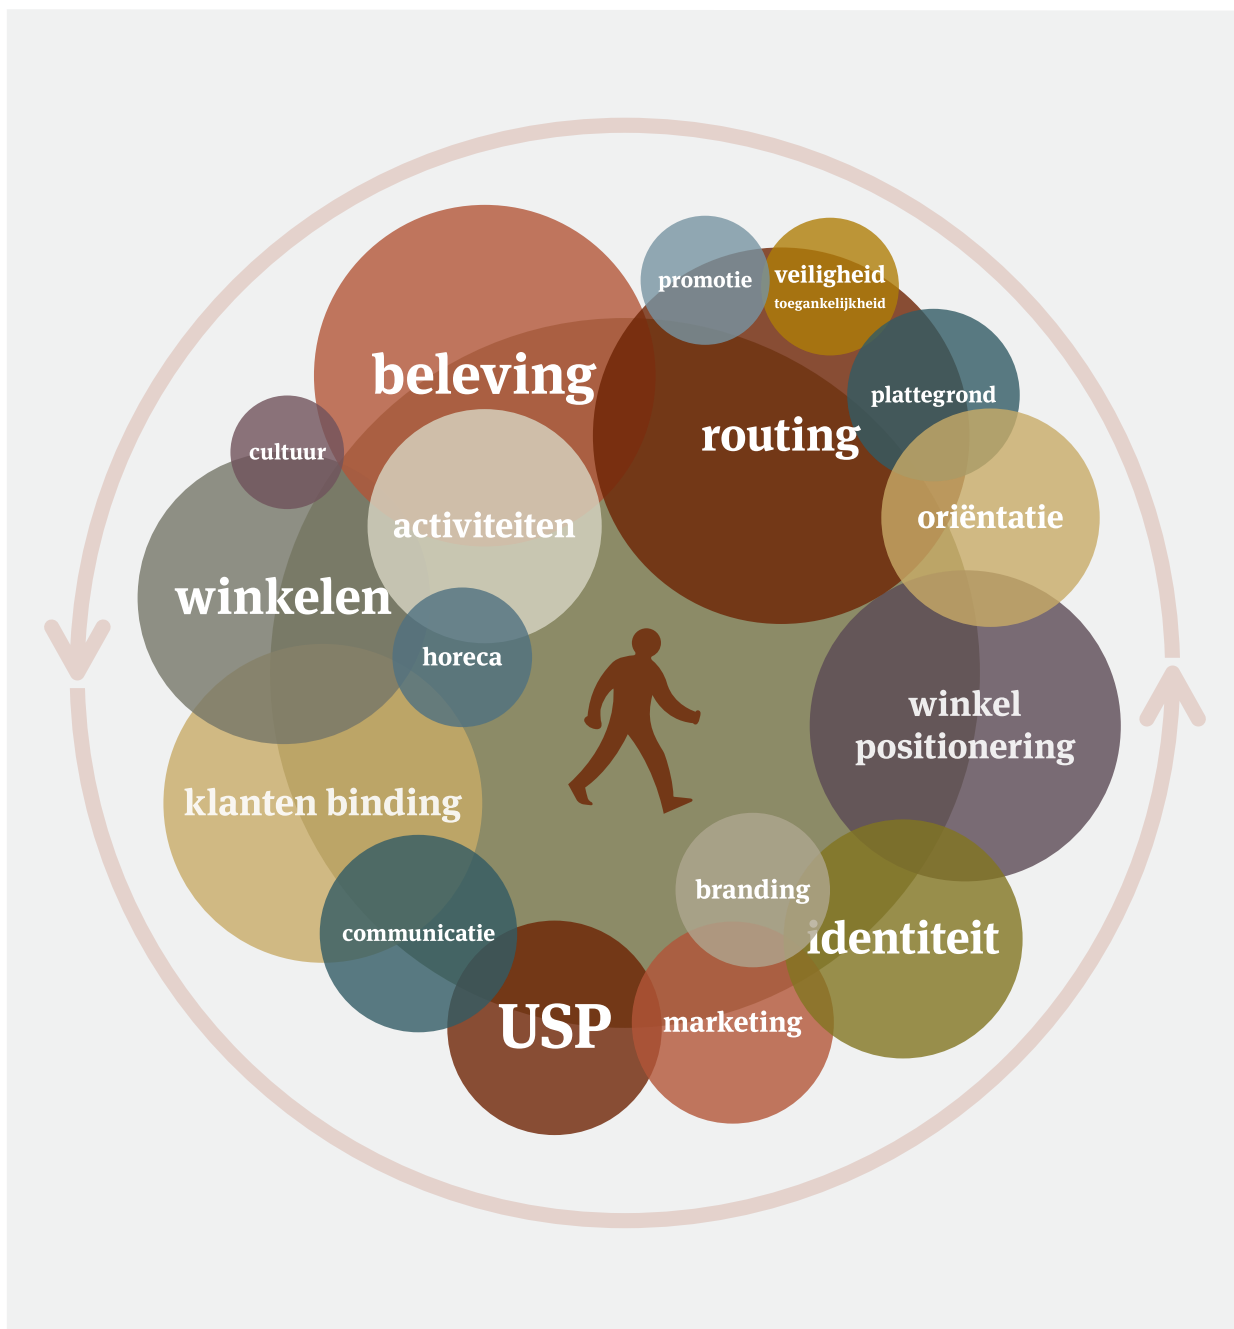 promotie
veiligheid
toegankelijkheid
beleving
plattegrond
routing
cultuur
oriëntatie
activiteiten
winkelen
horeca
winkel
positionering
klanten binding
branding
communicatie
identiteit
USP
marketing